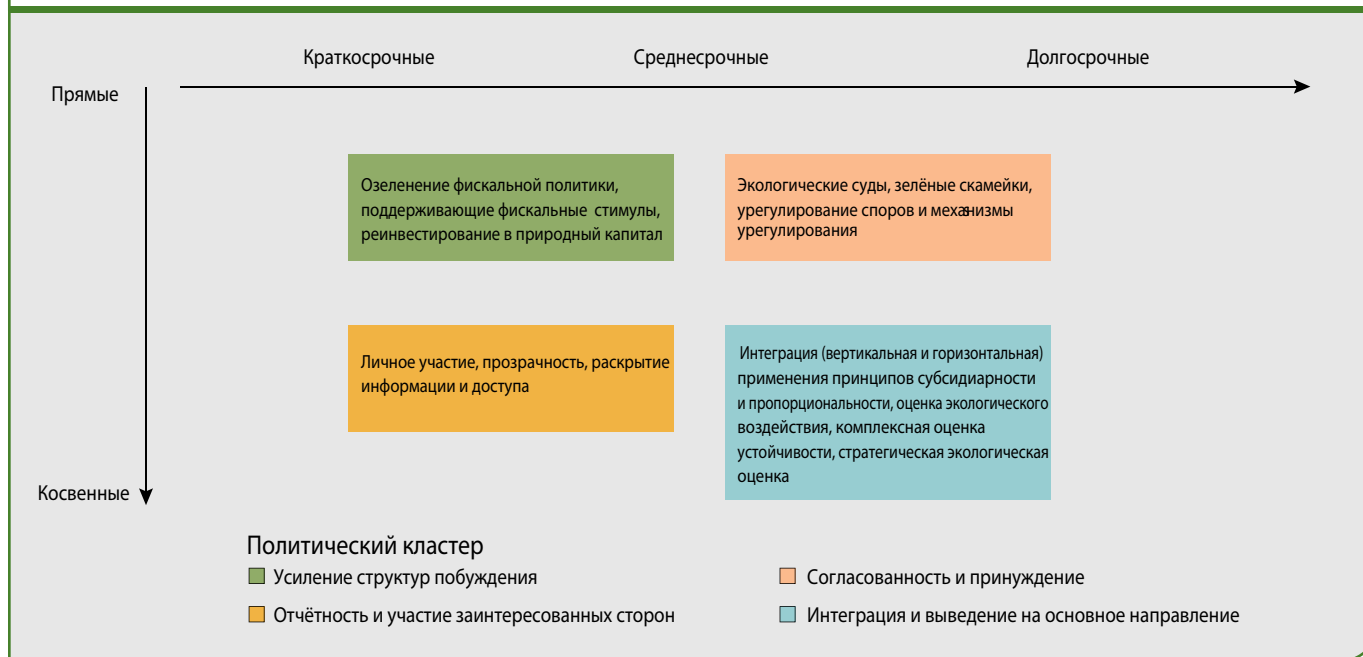 Краткосрочные Среднесрочные Долгосрочные
Прямые
Озеленение фискальной политики,
поддерживающие фискальные стимулы,
реинвестирование в природный капитал
Экологические суды, зелёные скамейки,
урегулирование споров и механизмы
урегулирования
Личное участие, прозрачность, раскрытие
информации и доступа
Интеграция (вертикальная и горизонтальная)
применения принципов субсидиарности
и пропорциональности, оценка экологического
воздействия, комплексная оценка
устойчивости, стратегическая экологическая
оценка
Косвенные
Политический кластер
Усиление структур побуждения
Согласованность и принуждение
Отчётность и участие заинтересованных сторон
Интеграция и выведение на основное направление